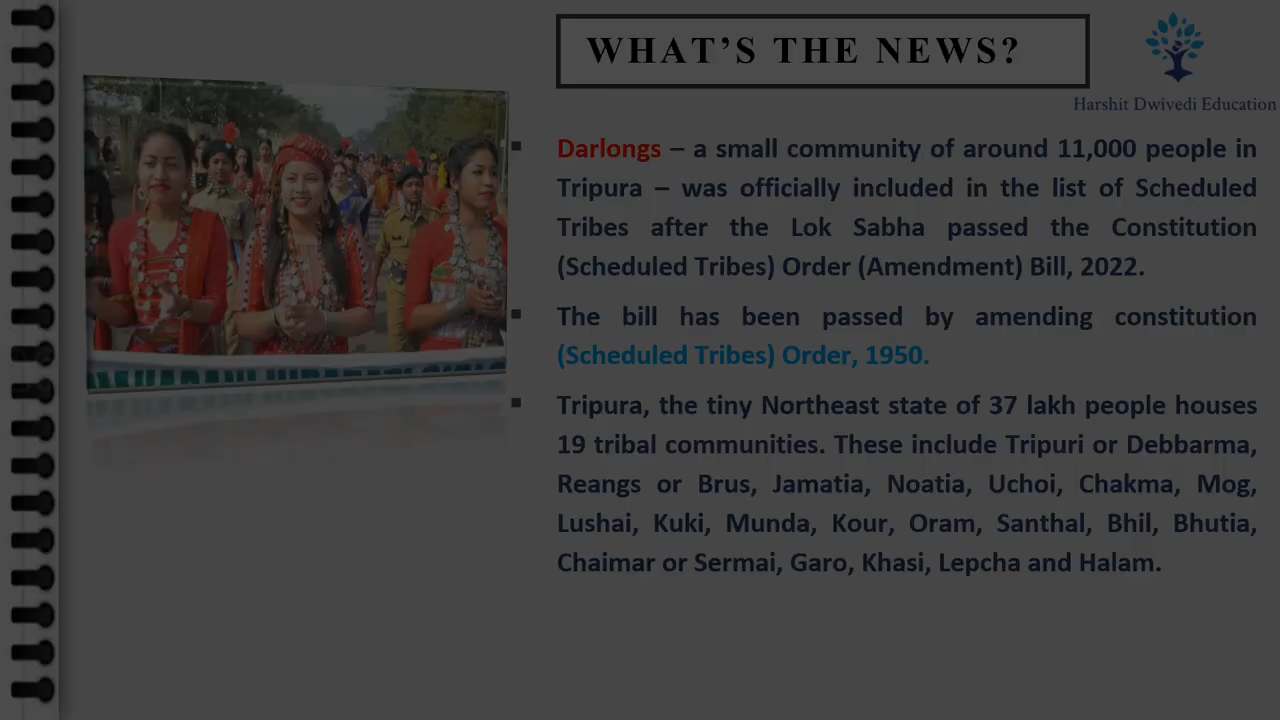 WHAT’S THE NEWS?
Harshit Dwivedi Education
▪ Darlongs – a small community of around 11,000 people in
Tripura – was officially included in the list of Scheduled
Tribes after the Lok Sabha passed the Constitution
(Scheduled Tribes) Order (Amendment) Bill, 2022.
▪ The bill has been passed by amending constitution
(Scheduled Tribes) Order, 1950.
▪ Tripura, the tiny Northeast state of 37 lakh people houses
19 tribal communities. These include Tripuri or Debbarma,
Reangs or Brus, Jamatia, Noatia, Uchoi, Chakma, Mog,
Lushai, Kuki, Munda, Kour, Oram, Santhal, Bhil, Bhutia,
Chaimar or Sermai, Garo, Khasi, Lepcha and Halam.